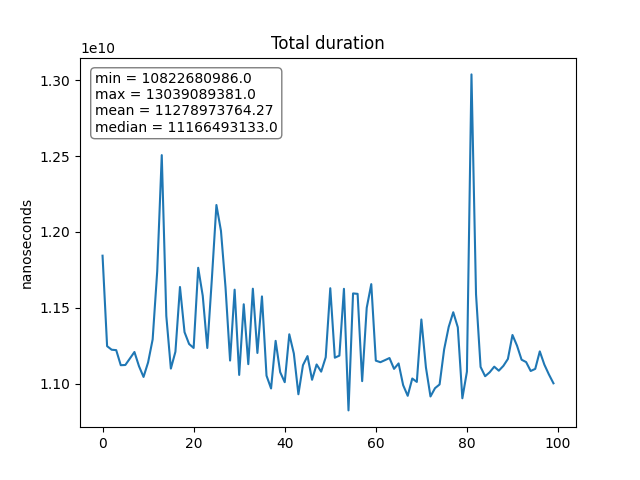 Total duration
1e10
min = 10822680986.0
max = 13039089381.0
mean = 11278973764.27
median = 11166493133.0
1.30
1.25
1.20
1.15
1.10
nanoseconds
0 20 40 60 80 100